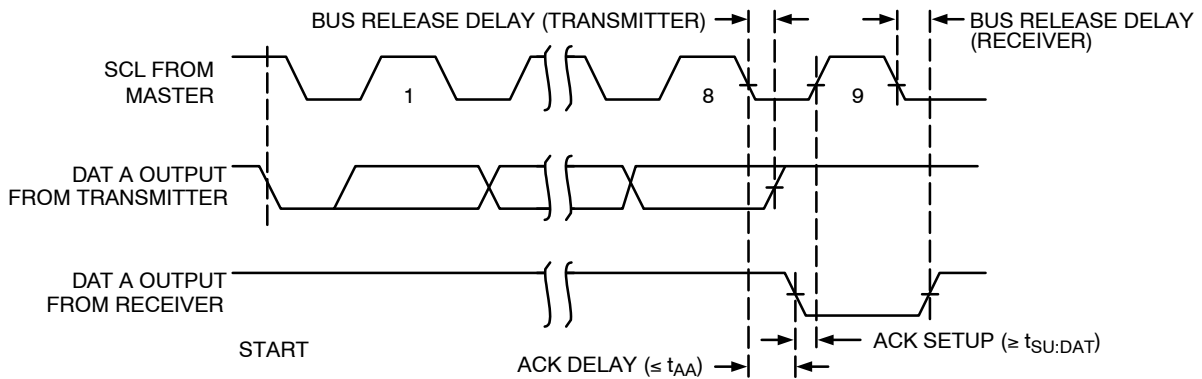 BUS RELEASE DELAY (TRANSMITTER)
BUS RELEASE DELAY
(RECEIVER)
SCL FROM
MASTER
1
8
9
DAT A OUTPUT
FROM TRANSMITTER
DAT A OUTPUT
FROM RECEIVER
START
ACK SETUP (≥ tSU:DAT)
ACK DELAY (≤ tAA)